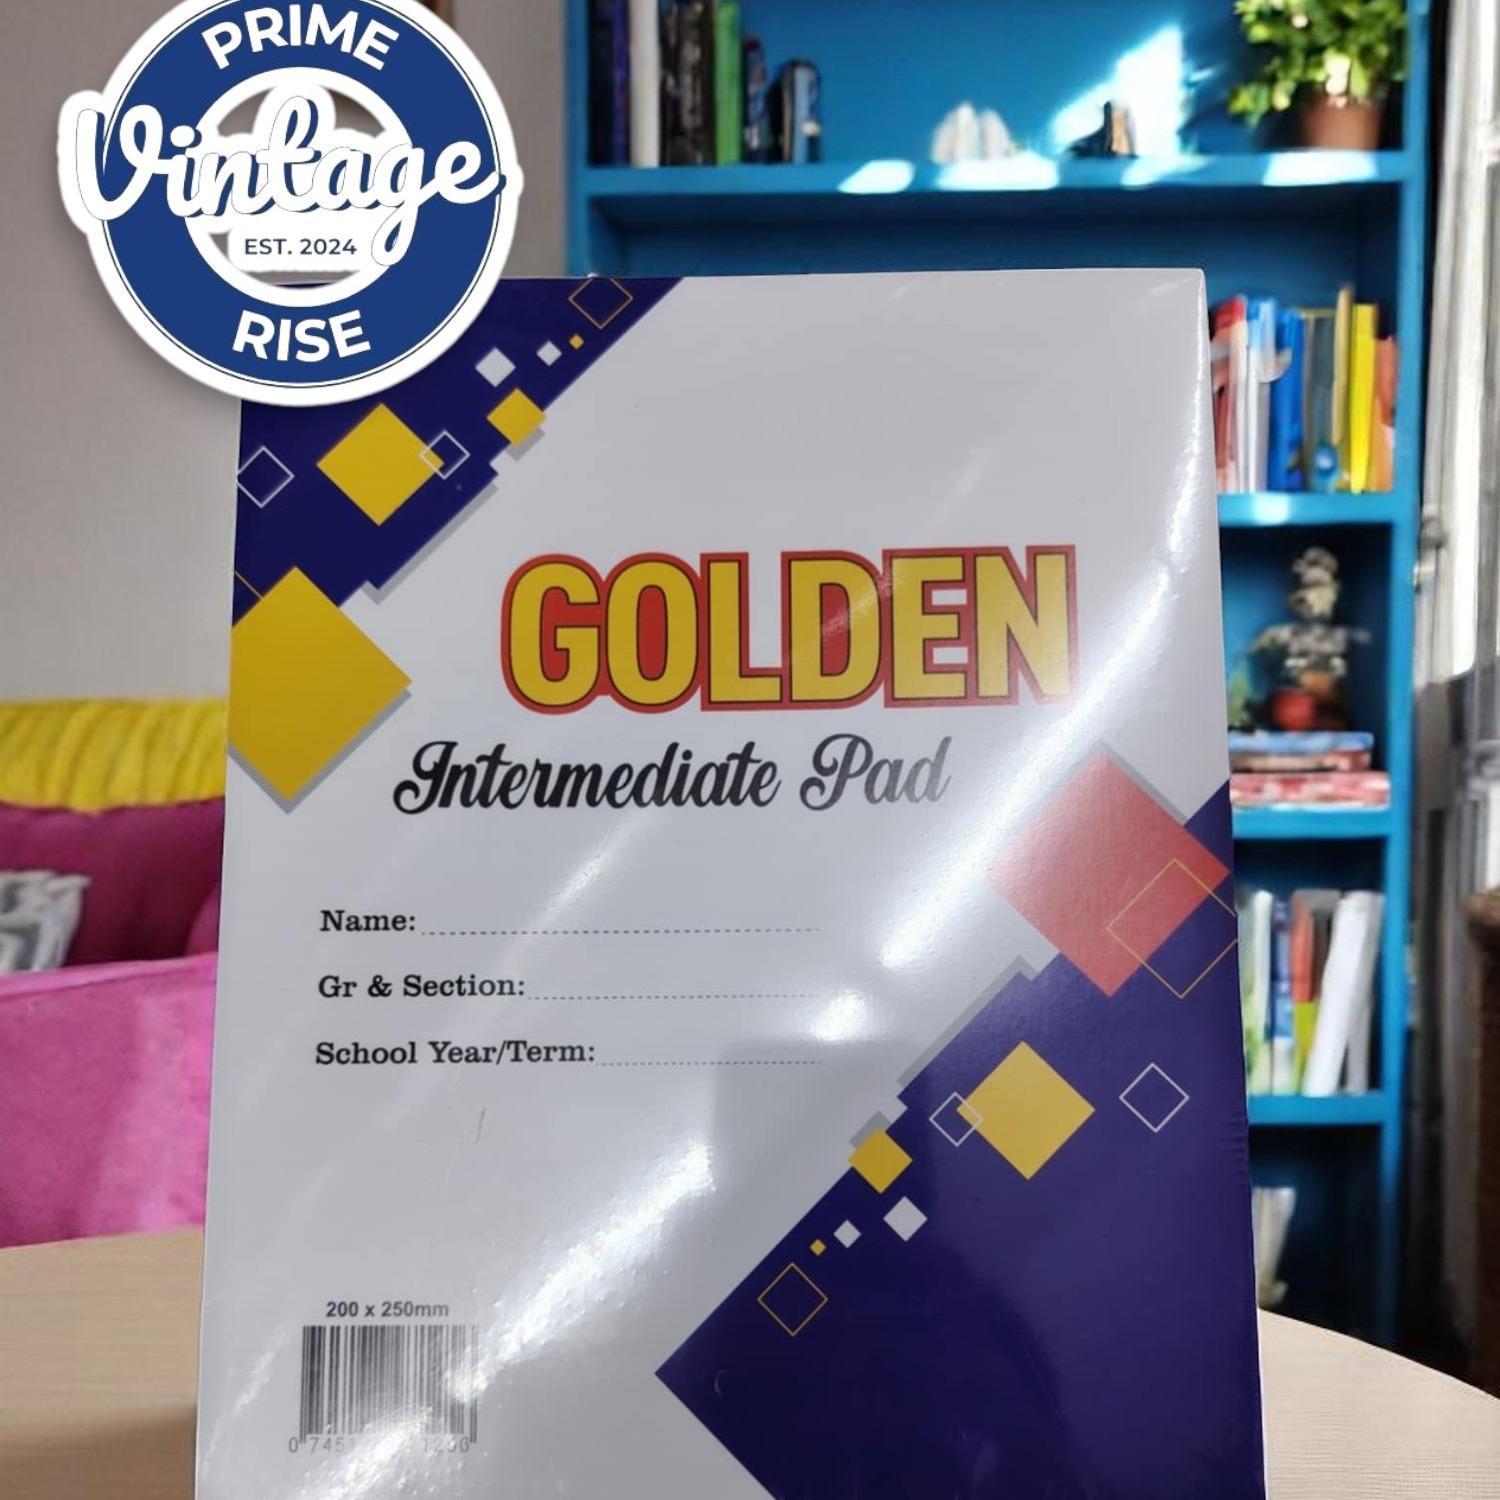 PRIME
Vintage
EST. 2024
RISE
GOLDEN
Intermediate Pad
Name:
Gr & Section:
School Year/Term:
200 x 250mm